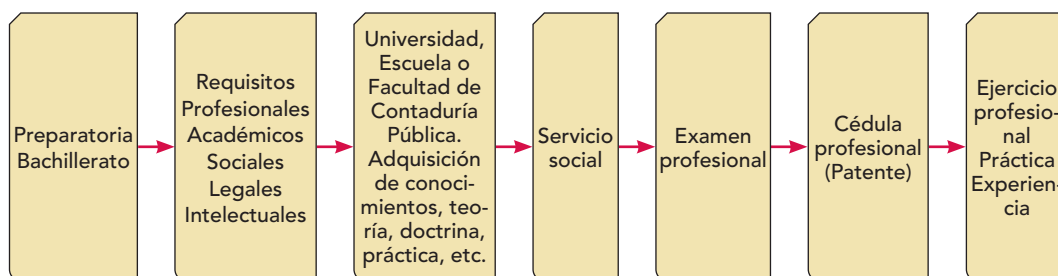 Preparatoria
Bachillerato
Requisitos
Profesionales
Académicos
Sociales
Legales
Intelectuales
Universidad,
Escuela o
Facultad de
Contaduría
Pública.
Adquisición
de conoci-
mientos, teo-
ría, doctrina,
práctica, etc.
Servicio
social
Examen
profesional
Cédula
profesional
(Patente)
Ejercicio
profesio-
nal
Práctica
Experien-
cia